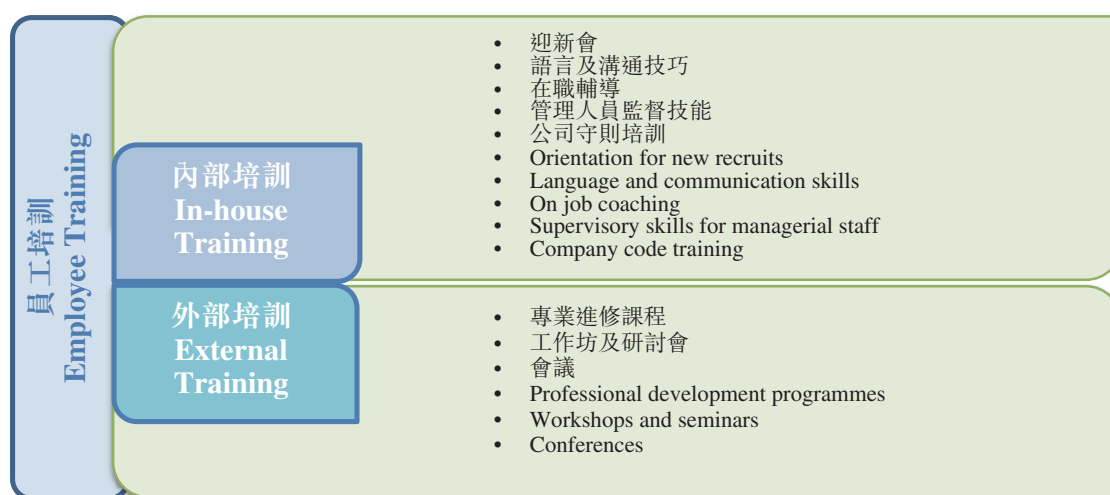 員工培訓
Employee Training
內部培訓
In-house
Training
• 迎新會
• 語言及溝通技巧
• 在職輔導
• 管理人員監督技能
• 公司守則培訓
• Orientation for new recruits
• Language and communication skills
• On job coaching
• Supervisory skills for managerial staff
• Company code training
外部培訓
External
Training
• 專業進修課程
• 工作坊及研討會
• 會議
• Professional development programmes
• Workshops and seminars
• Conferences